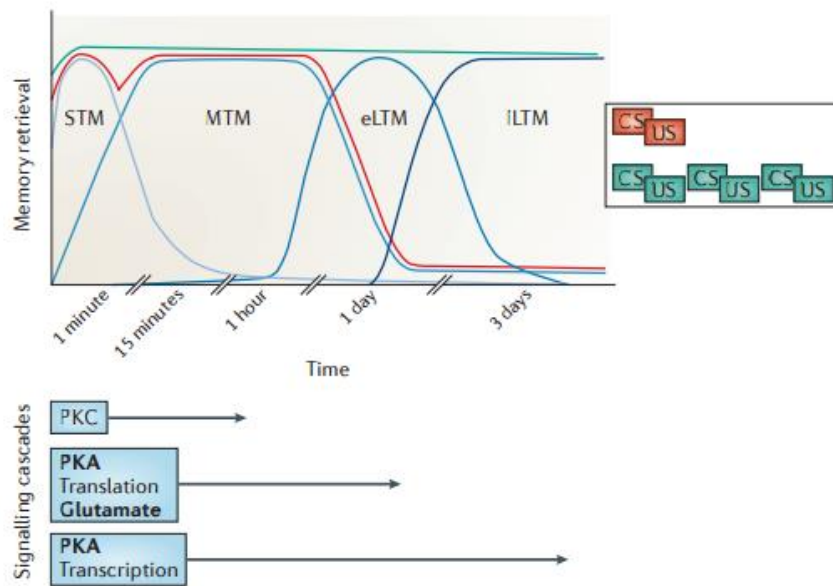 Memory retrieval
STM
MTM
eLTM
lLTM
CS
US
CS
US
CS
US
CS
US
1 minute
15 minutes
1 hour
1 day
3 days
Time
Signalling cascades
PKC
PKA
Translation
Glutamate
PKA
Transcription